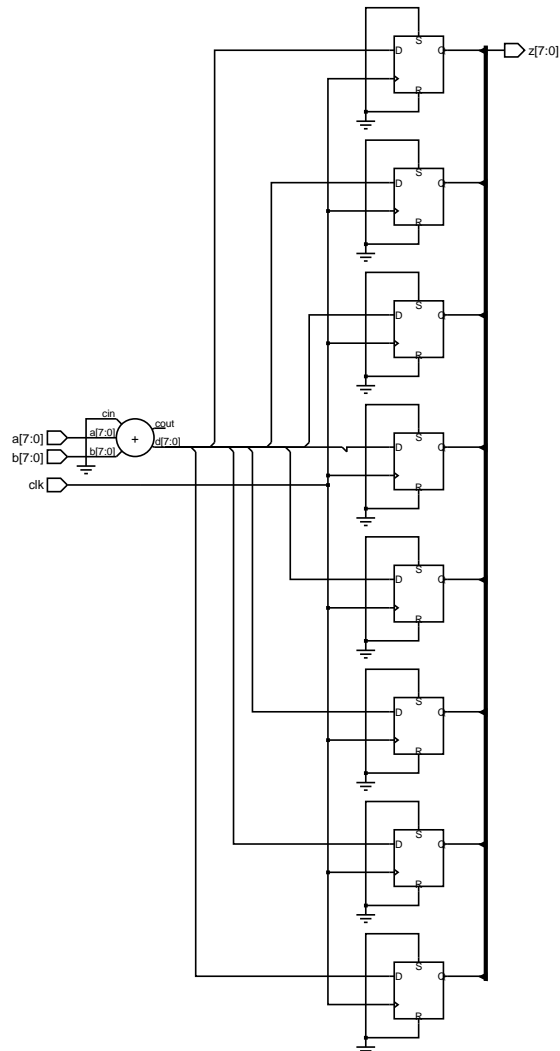 S
D Q
R
z[7:0]
S
D Q
R
S
D Q
R
cin
cout
a[7:0]
a[7:0]
+
d[7:0]
b[7:0]
b[7:0]
clk
S
D Q
R
S
D Q
R
S
D Q
R
S
D Q
R
S
D Q
R